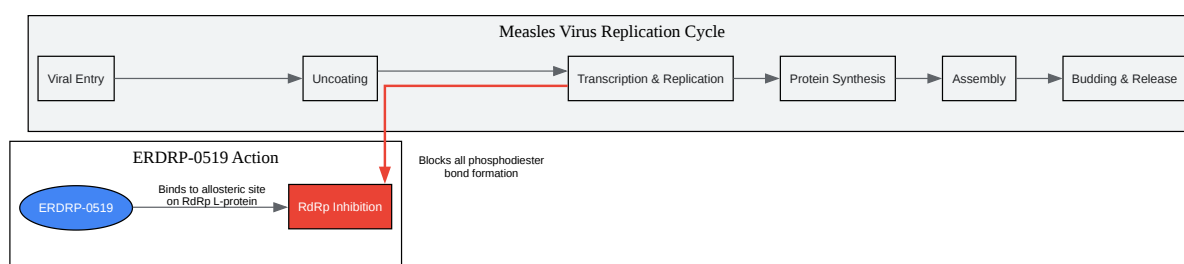 Measles Virus Replication Cycle
Viral Entry
Uncoating
Transcription & Replication
Protein Synthesis
Assembly
Budding & Release
ERDRP-0519 Action
Blocks all phosphodiester
bond formation
ERDRP-0519
Binds to allosteric site
on RdRp L-protein
RdRp Inhibition